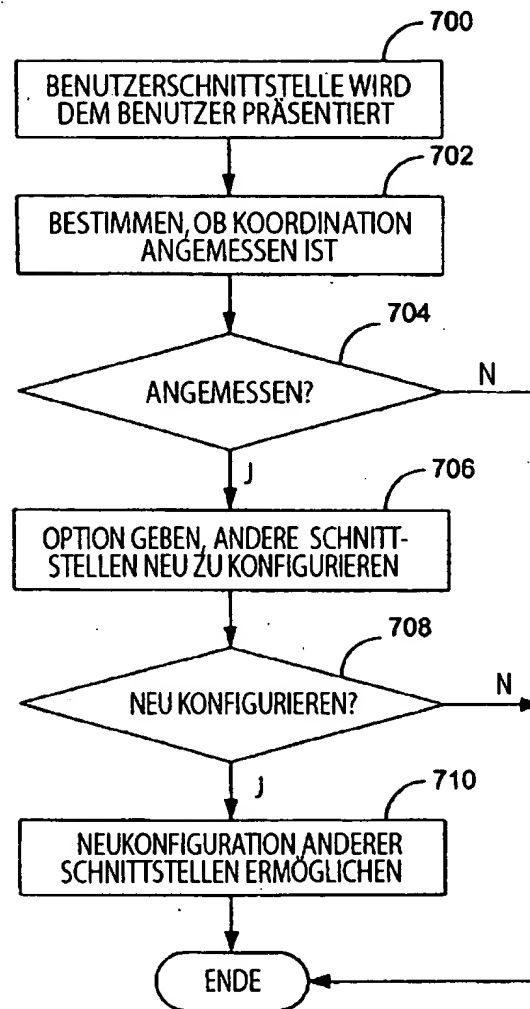 700
BENUTZERSCHNITTSTELLE WIRD
DEM BENUTZER PRÄSENTIERT
702
BESTIMMEN, OB KOORDINATION
ANGEMESSEN IST
704
ANGEMESSEN?
N
J
706
OPTION GEBEN, ANDERE SCHNITT-
STELLEN NEU ZU KONFIGURIEREN
708
NEU KONFIGURIEREN?
N
J
710
NEUKONFIGURATION ANDERER
SCHNITTSTELLEN ERMÖGLICHEN
ENDE